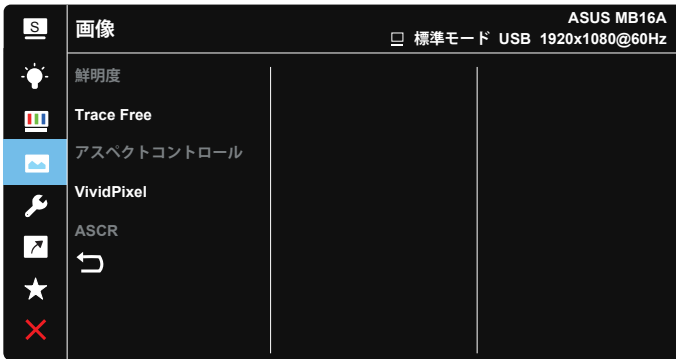 S
画像
ASUS MB16A
標準モード USB 1920x1080@60Hz
鮮明度
Trace Free
アスペクトコントロール
VividPixel
ASCR